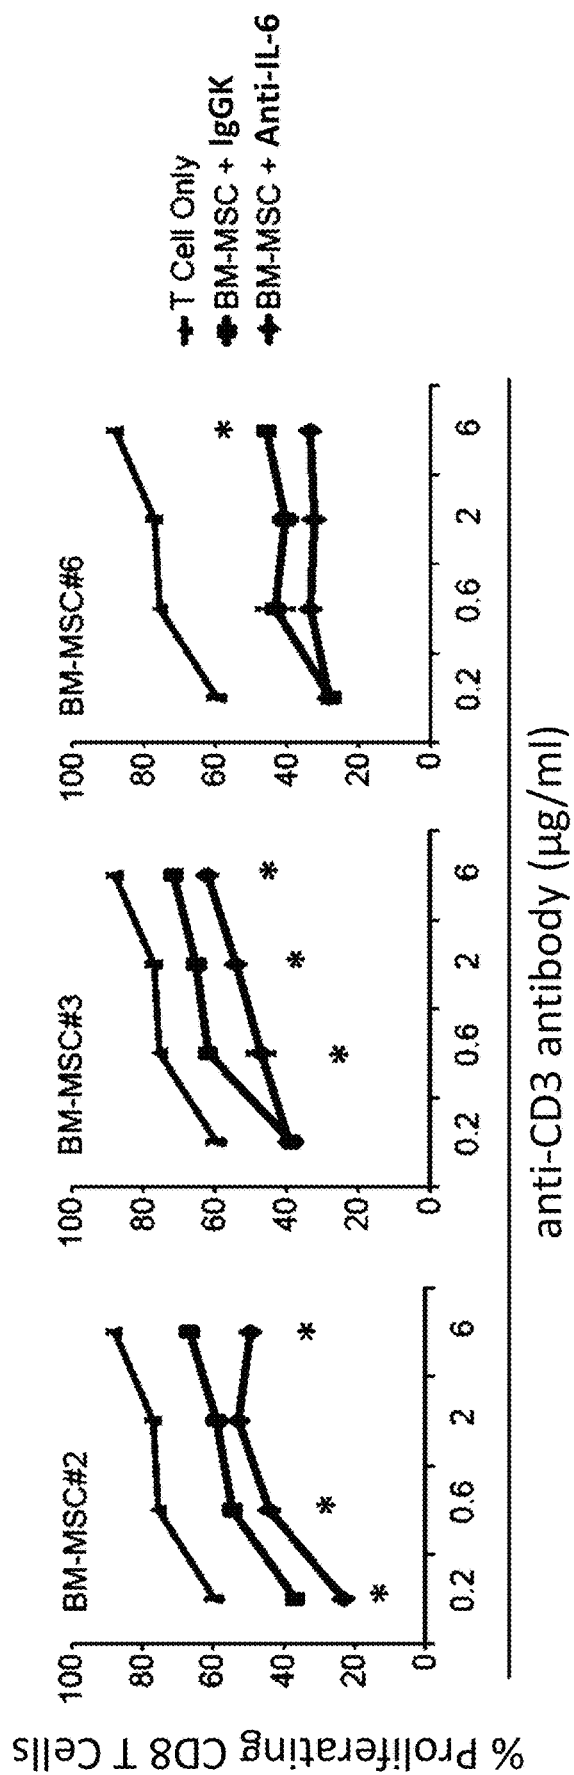 % Proliferating CD8 T Cells
BM-MSC#2
100
80
60
40
20
0
0.2 0.6 2 6
*
*
*
BM-MSC#3
100
80
60
40
20
0
0.2 0.6 2 6
*
*
*
BM-MSC#6
100
80
60
40
20
0
0.2 0.6 2 6
*
T Cell Only
BM-MSC + IgGK
BM-MSC + Anti-IL-6
anti-CD3 antibody (µg/ml)